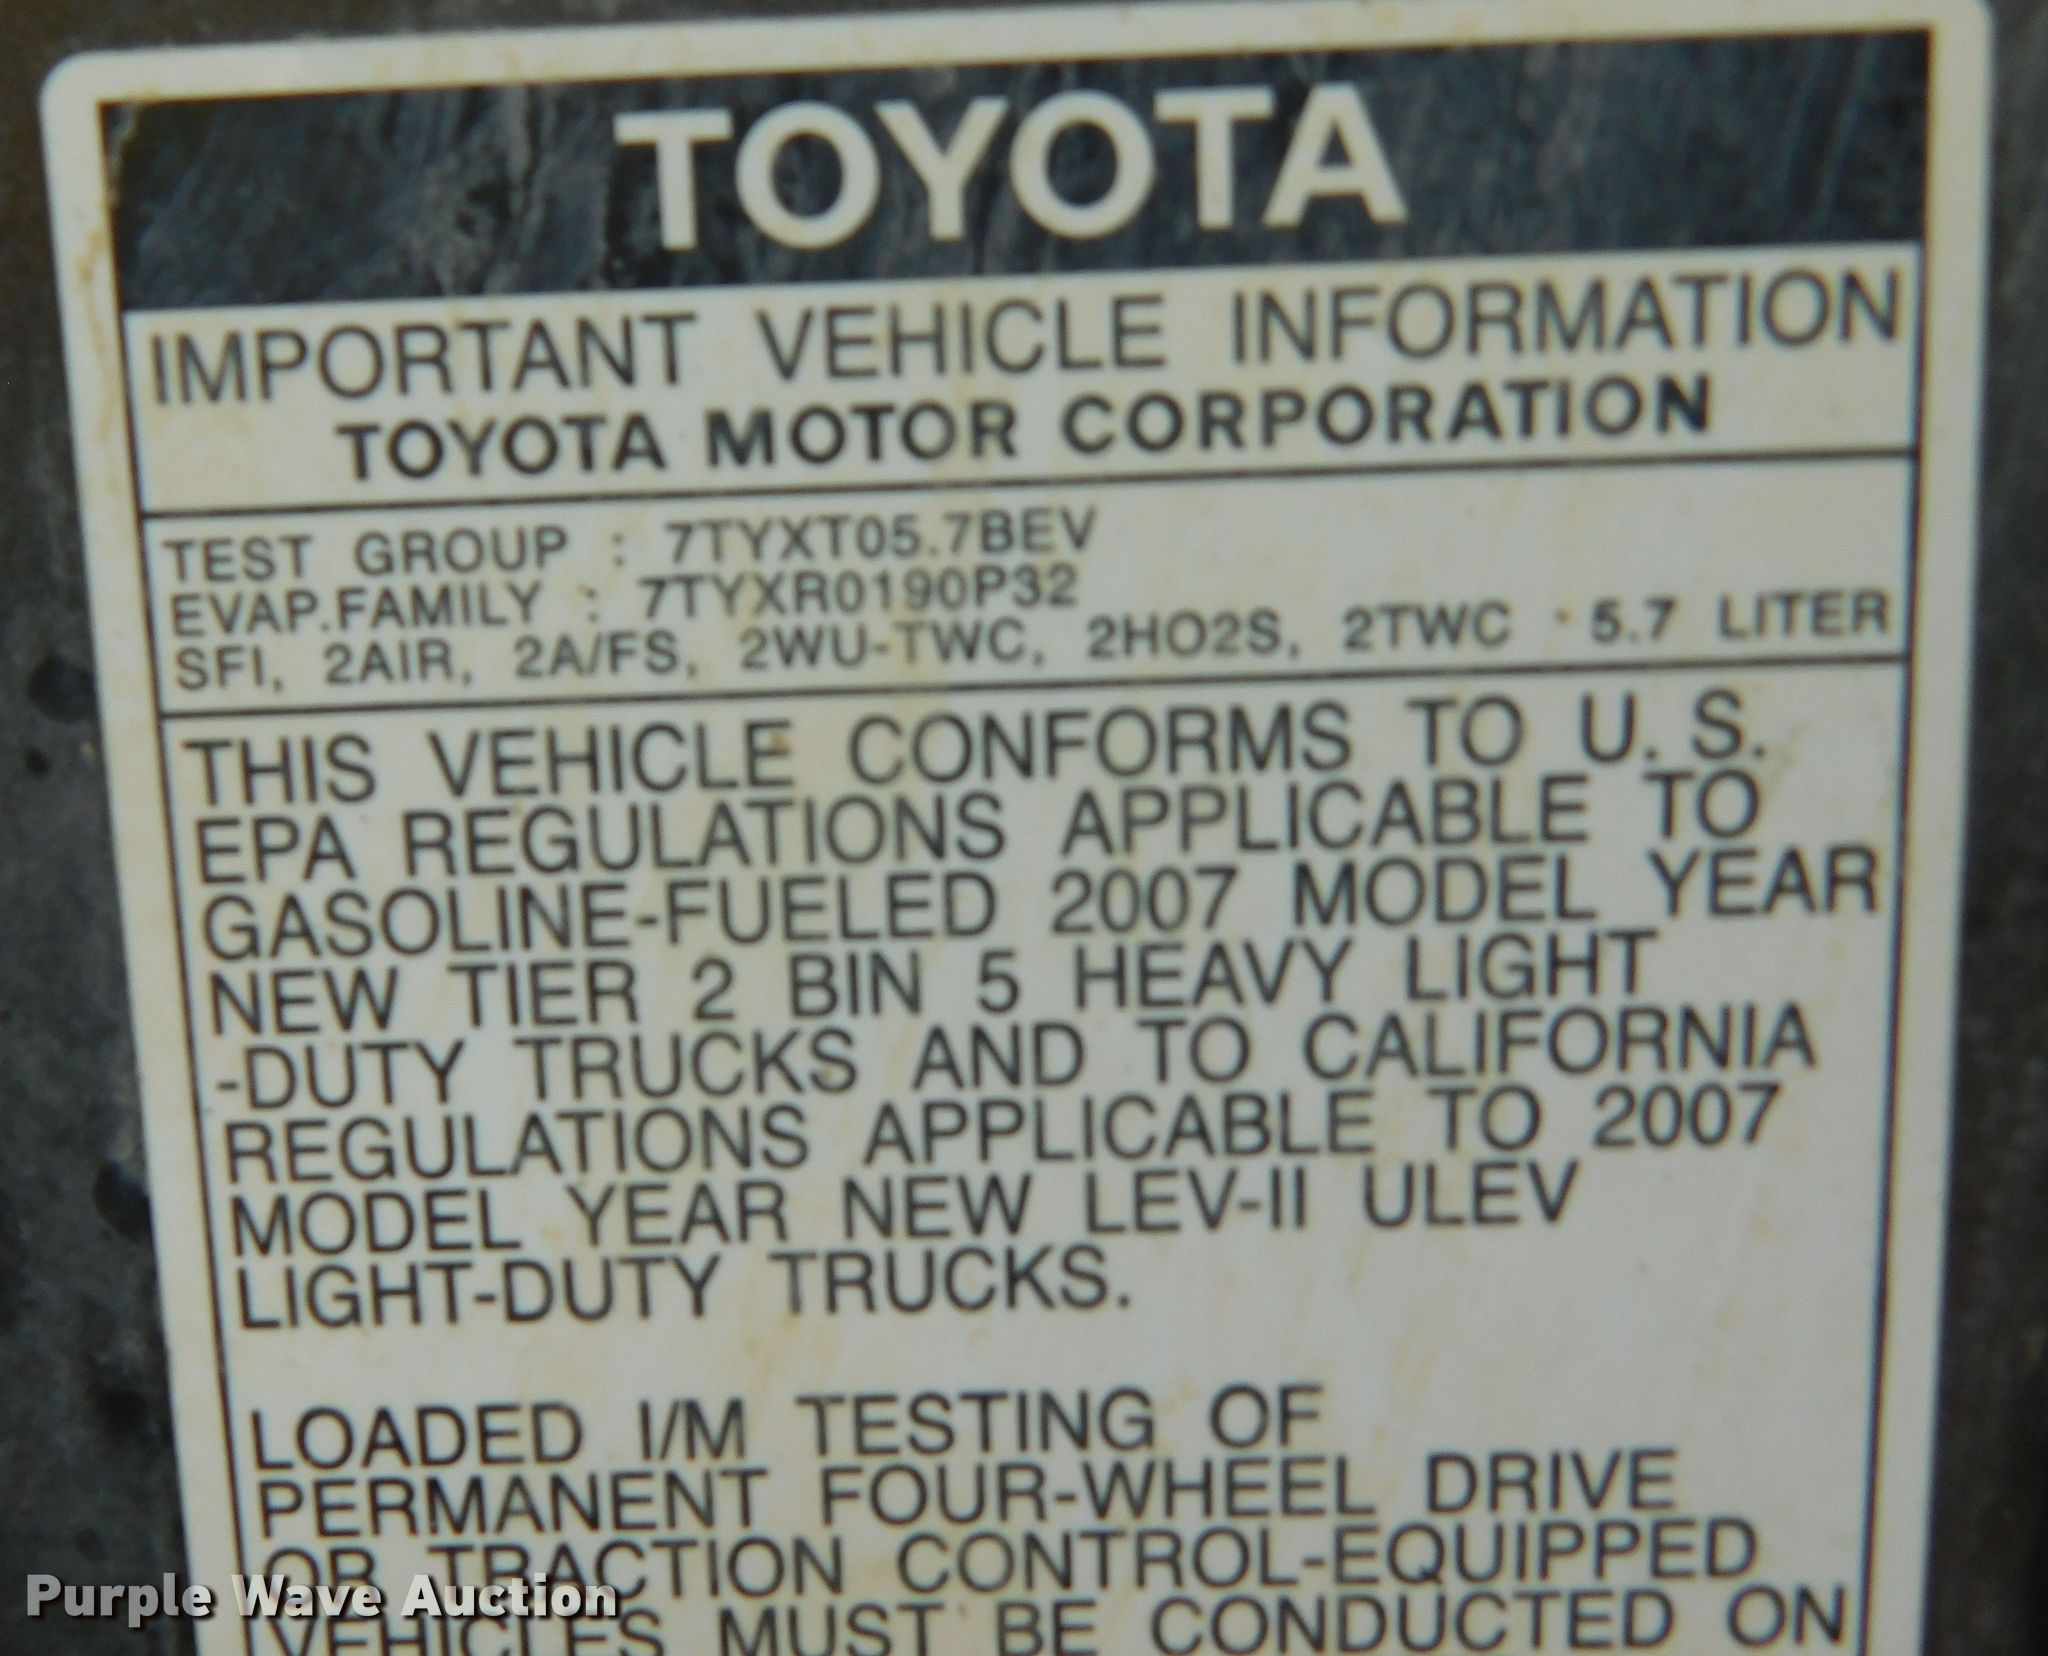 TOYOTA
IMPORTANT VEHICLE INFORMATION
TOYOTA MOTOR CORPORATION
TEST GROUP : 7TYXT05.7BEV
EVAP.FAMILY : 7TYXR0190P32
SFI, 2AIR, 2A/FS, 2WU-TWC, 2HO2S, 2TWC 5.7 LITER
THIS VEHICLE CONFORMS TO U.S.
EPA REGULATIONS APPLICABLE TO
GASOLINE-FUELED 2007 MODEL YEAR
NEW TIER 2 BIN 5 HEAVY LIGHT
-DUTY TRUCKS AND TO CALIFORNIA
REGULATIONS APPLICABLE TO 2007
MODEL YEAR NEW LEV-II ULEV
LIGHT-DUTY TRUCKS.
LOADED I/M TESTING OF
PERMANENT FOUR-WHEEL DRIVE
OR TRACTION CONTROL-EQUIPPED
VEHICLES MUST BE CONDUCTED ON
Purple Wave Auction